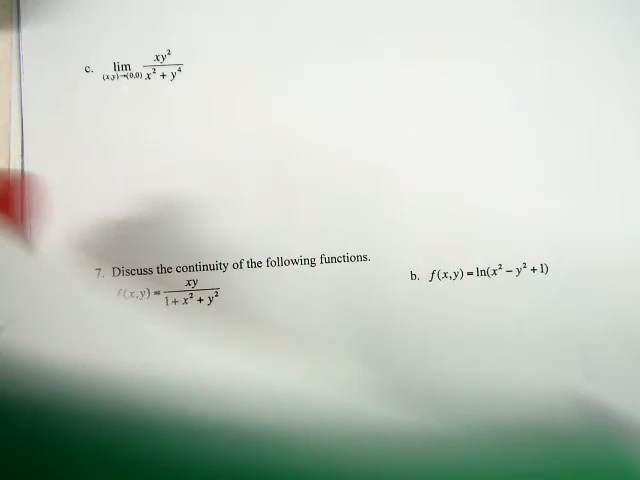 c. lim (x,y)→(0,0) xy² / x² + y⁴
7. Discuss the continuity of the following functions.
f(x,y) = xy / 1 + x² + y²
b. f(x,y) = ln(x² − y² + 1)